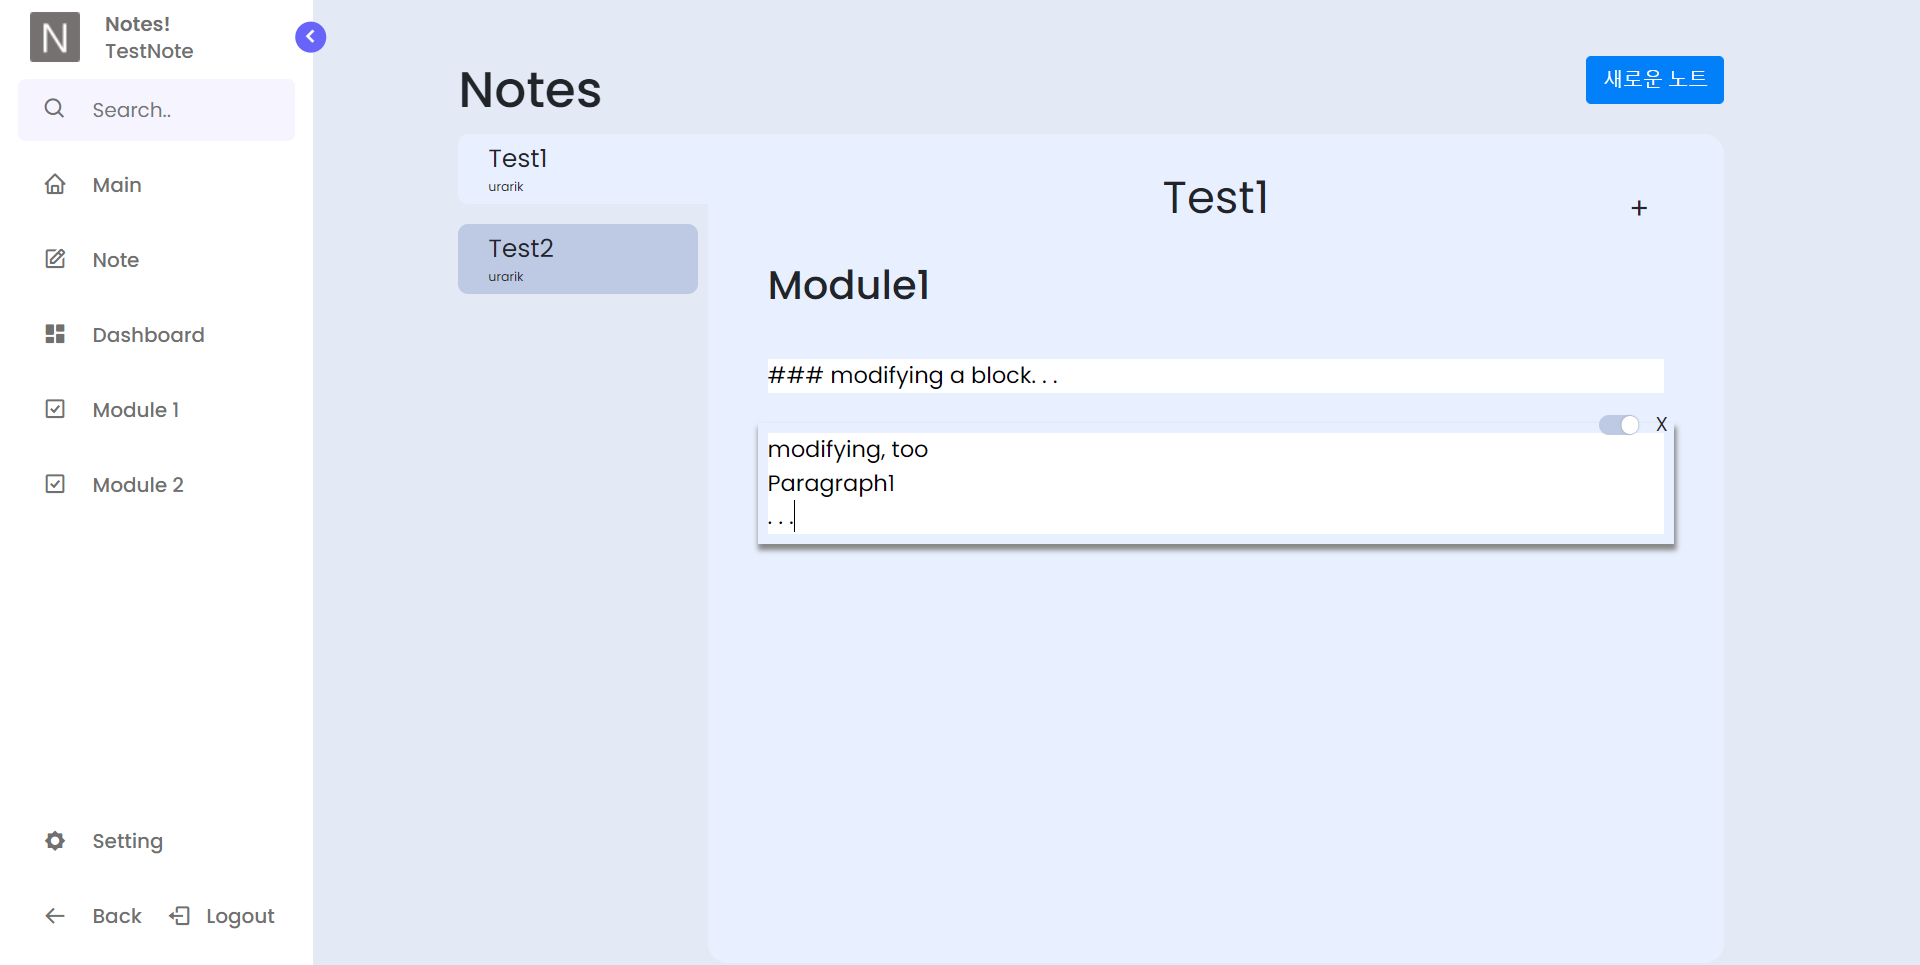 N
Notes!
TestNote
Search..
Main
Note
Dashboard
Module 1
Module 2
Setting
Back
Logout
Notes
새로운 노트
Test1
urarik
Test2
urarik
Test1
+
Module1
### modifying a block. . .
X
modifying, too
Paragraph1
. . .